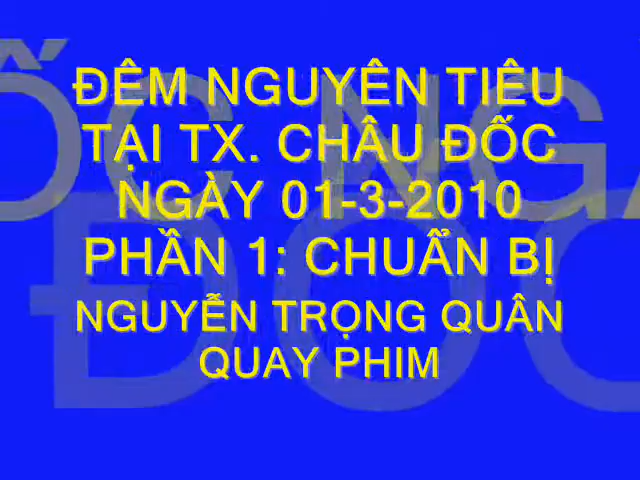 ĐÊM NGUYÊN TIÊU
TẠI TX. CHÂU ĐỐC
NGÀY 01-3-2010
PHẦN 1: CHUẨN BỊ
NGUYỄN TRỌNG QUÂN
QUAY PHIM